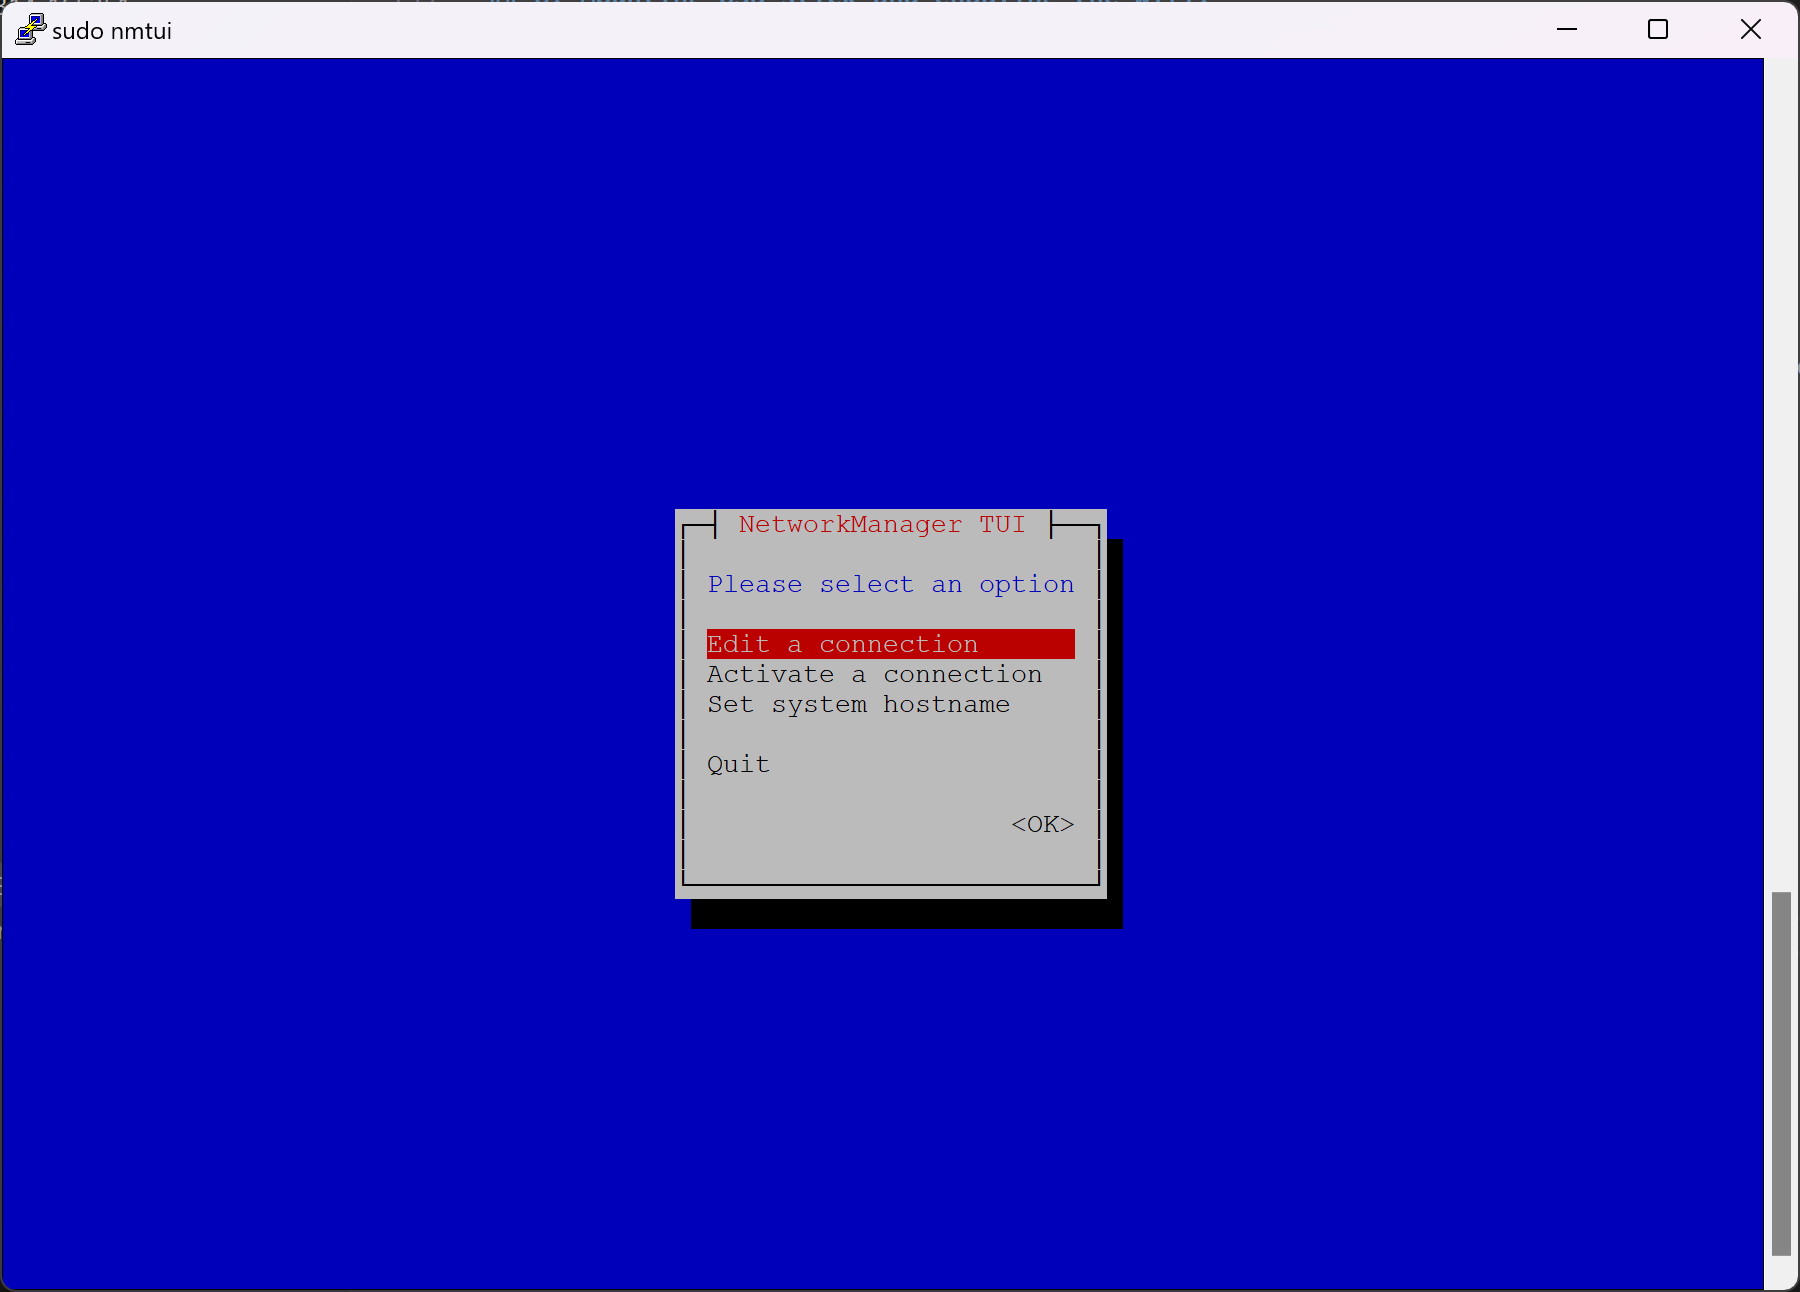 sudo nmtui
NetworkManager TUI
Please select an option
Edit a connection
Activate a connection
Set system hostname
Quit
<OK>